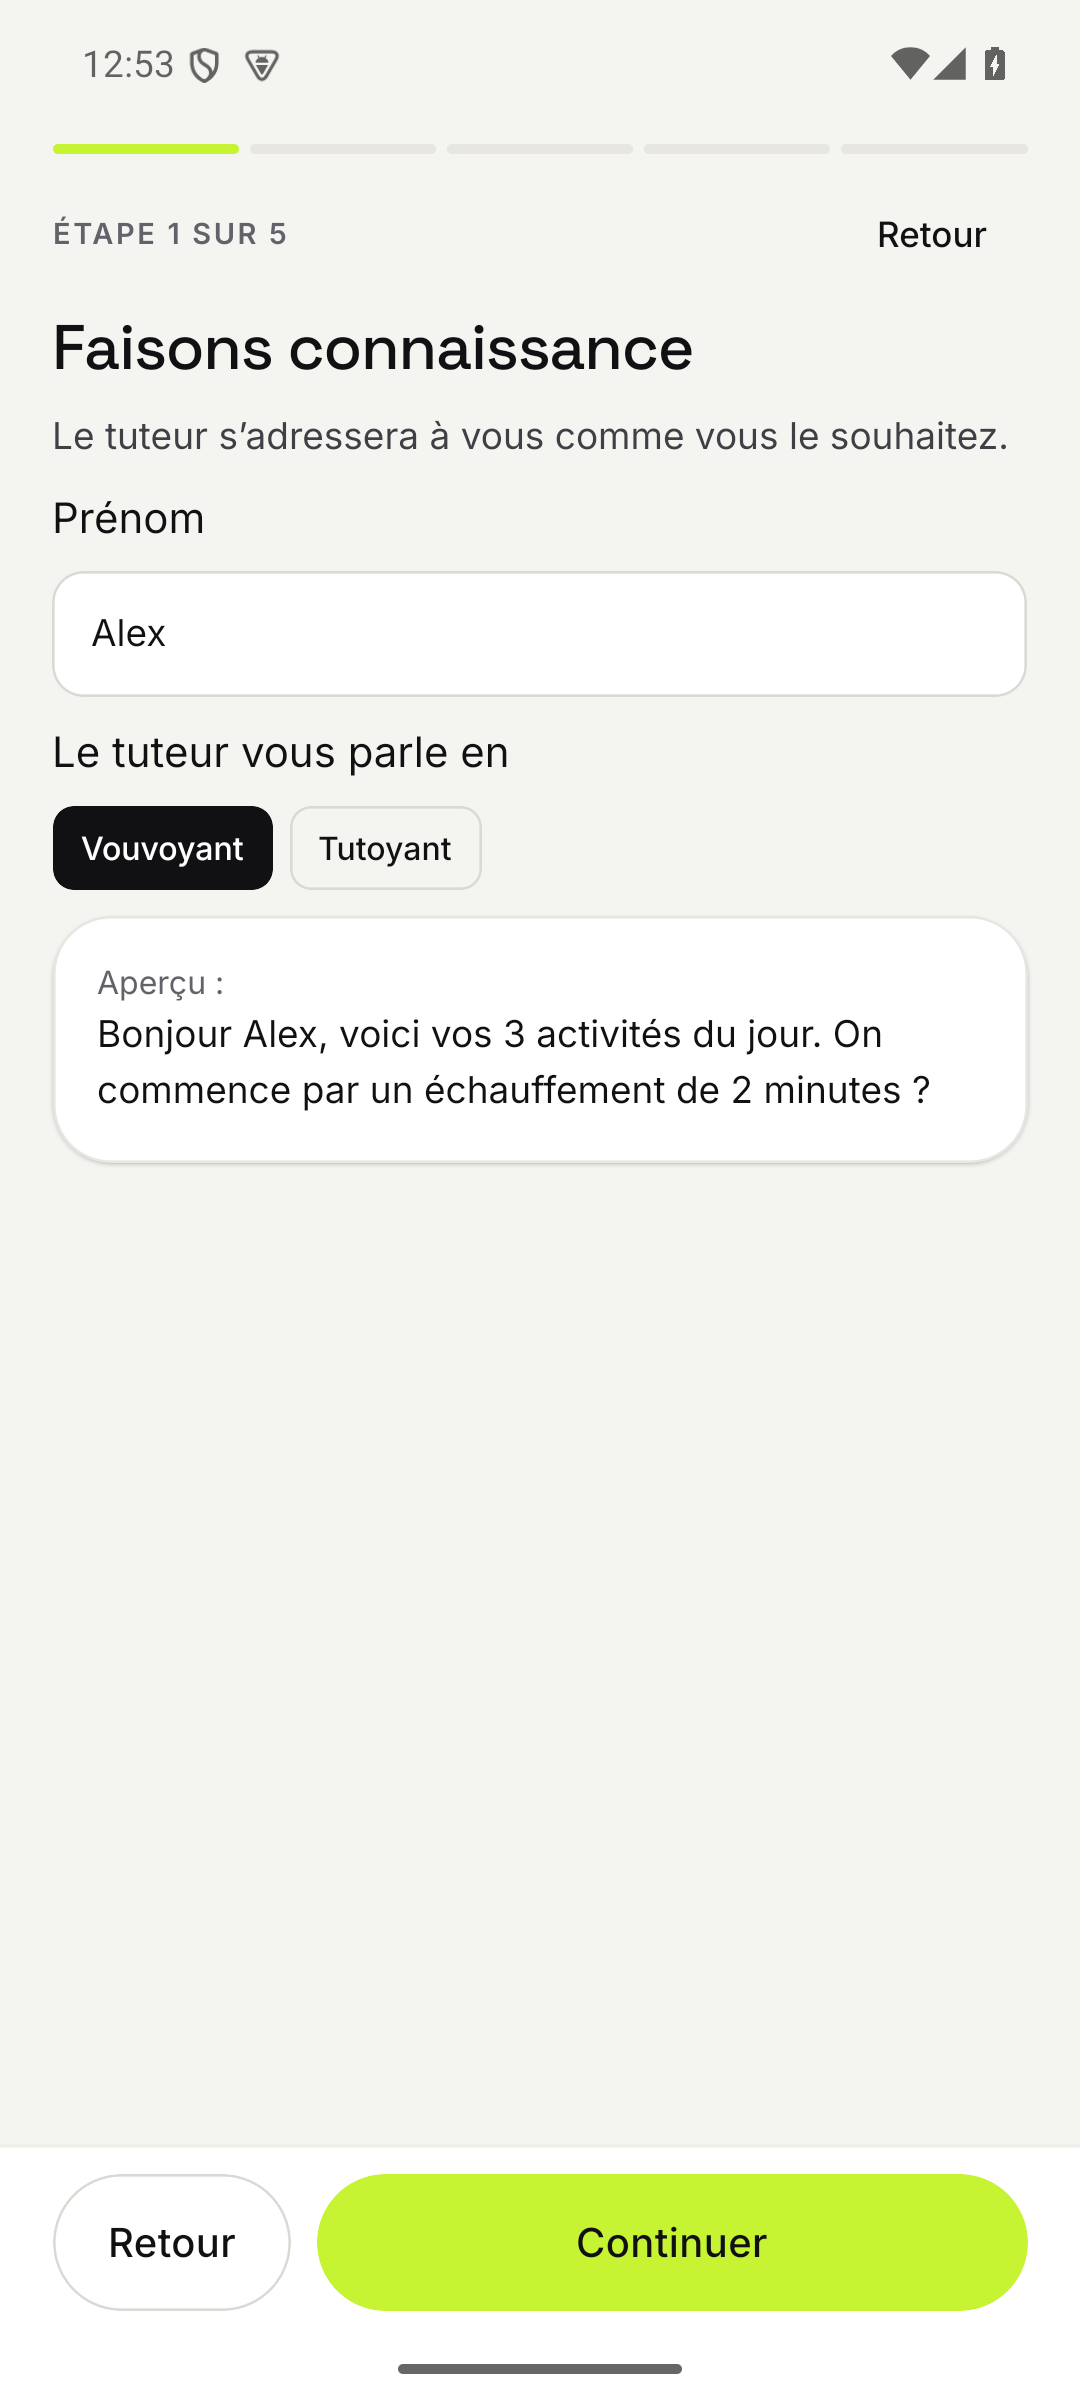 12:53
ÉTAPE 1 SUR 5
Retour
Faisons connaissance
Le tuteur s’adressera à vous comme vous le souhaitez.
Prénom
Alex
Le tuteur vous parle en
Vouvoyant
Tutoyant
Aperçu :
Bonjour Alex, voici vos 3 activités du jour. On
commence par un échauffement de 2 minutes ?
Retour
Continuer